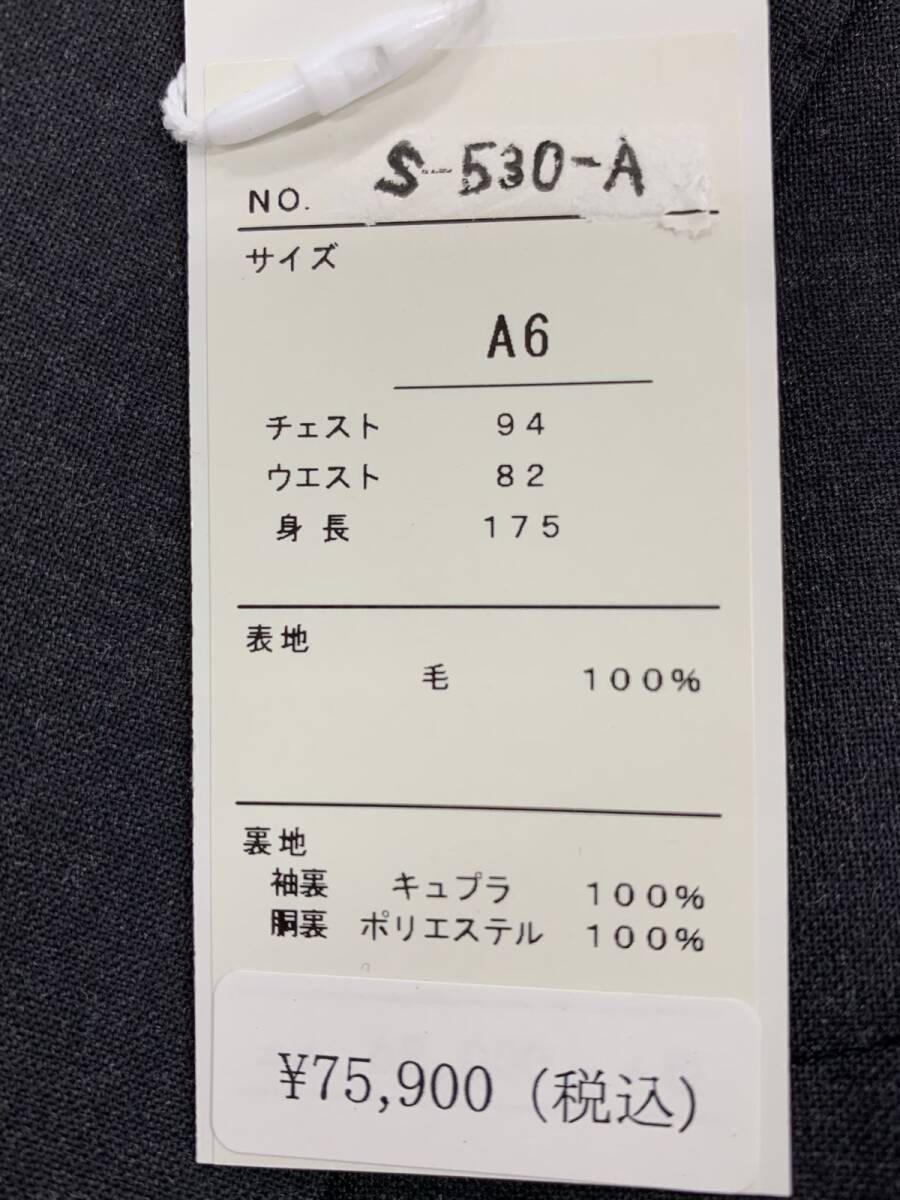 NO. S-530-A
サイズ
A6
チェスト 94
ウエスト 82
身長 175
表地
毛 100%
裏地
袖裏 キュプラ 100%
胴裏 ポリエステル 100%
¥75,900 (税込)